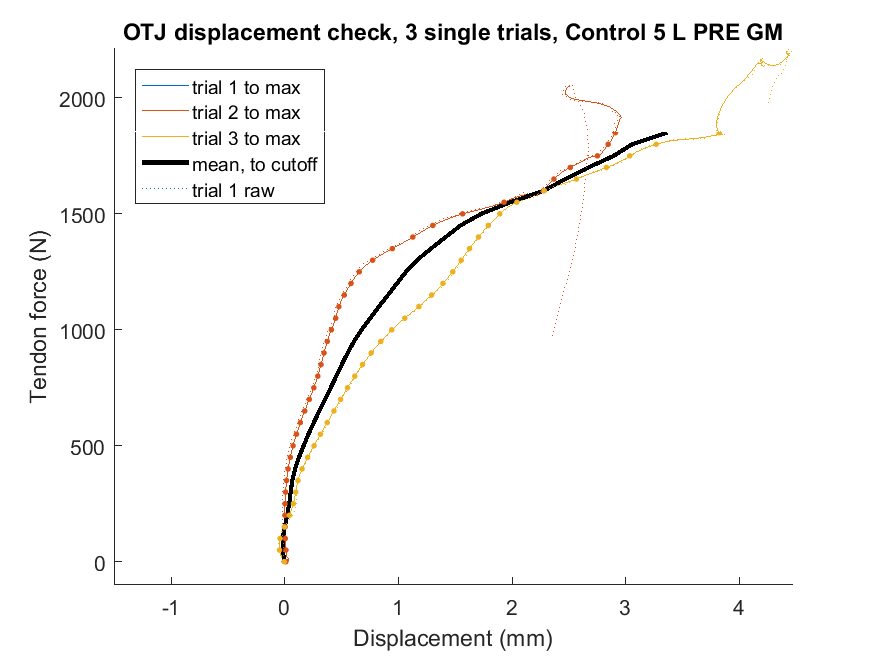 OTJ displacement check, 3 single trials, Control 5 L PRE GM
trial 1 to max
trial 2 to max
trial 3 to max
mean, to cutoff
trial 1 raw
2000
1500
1000
500
0
Tendon force (N)
-1 0 1 2 3 4
Displacement (mm)